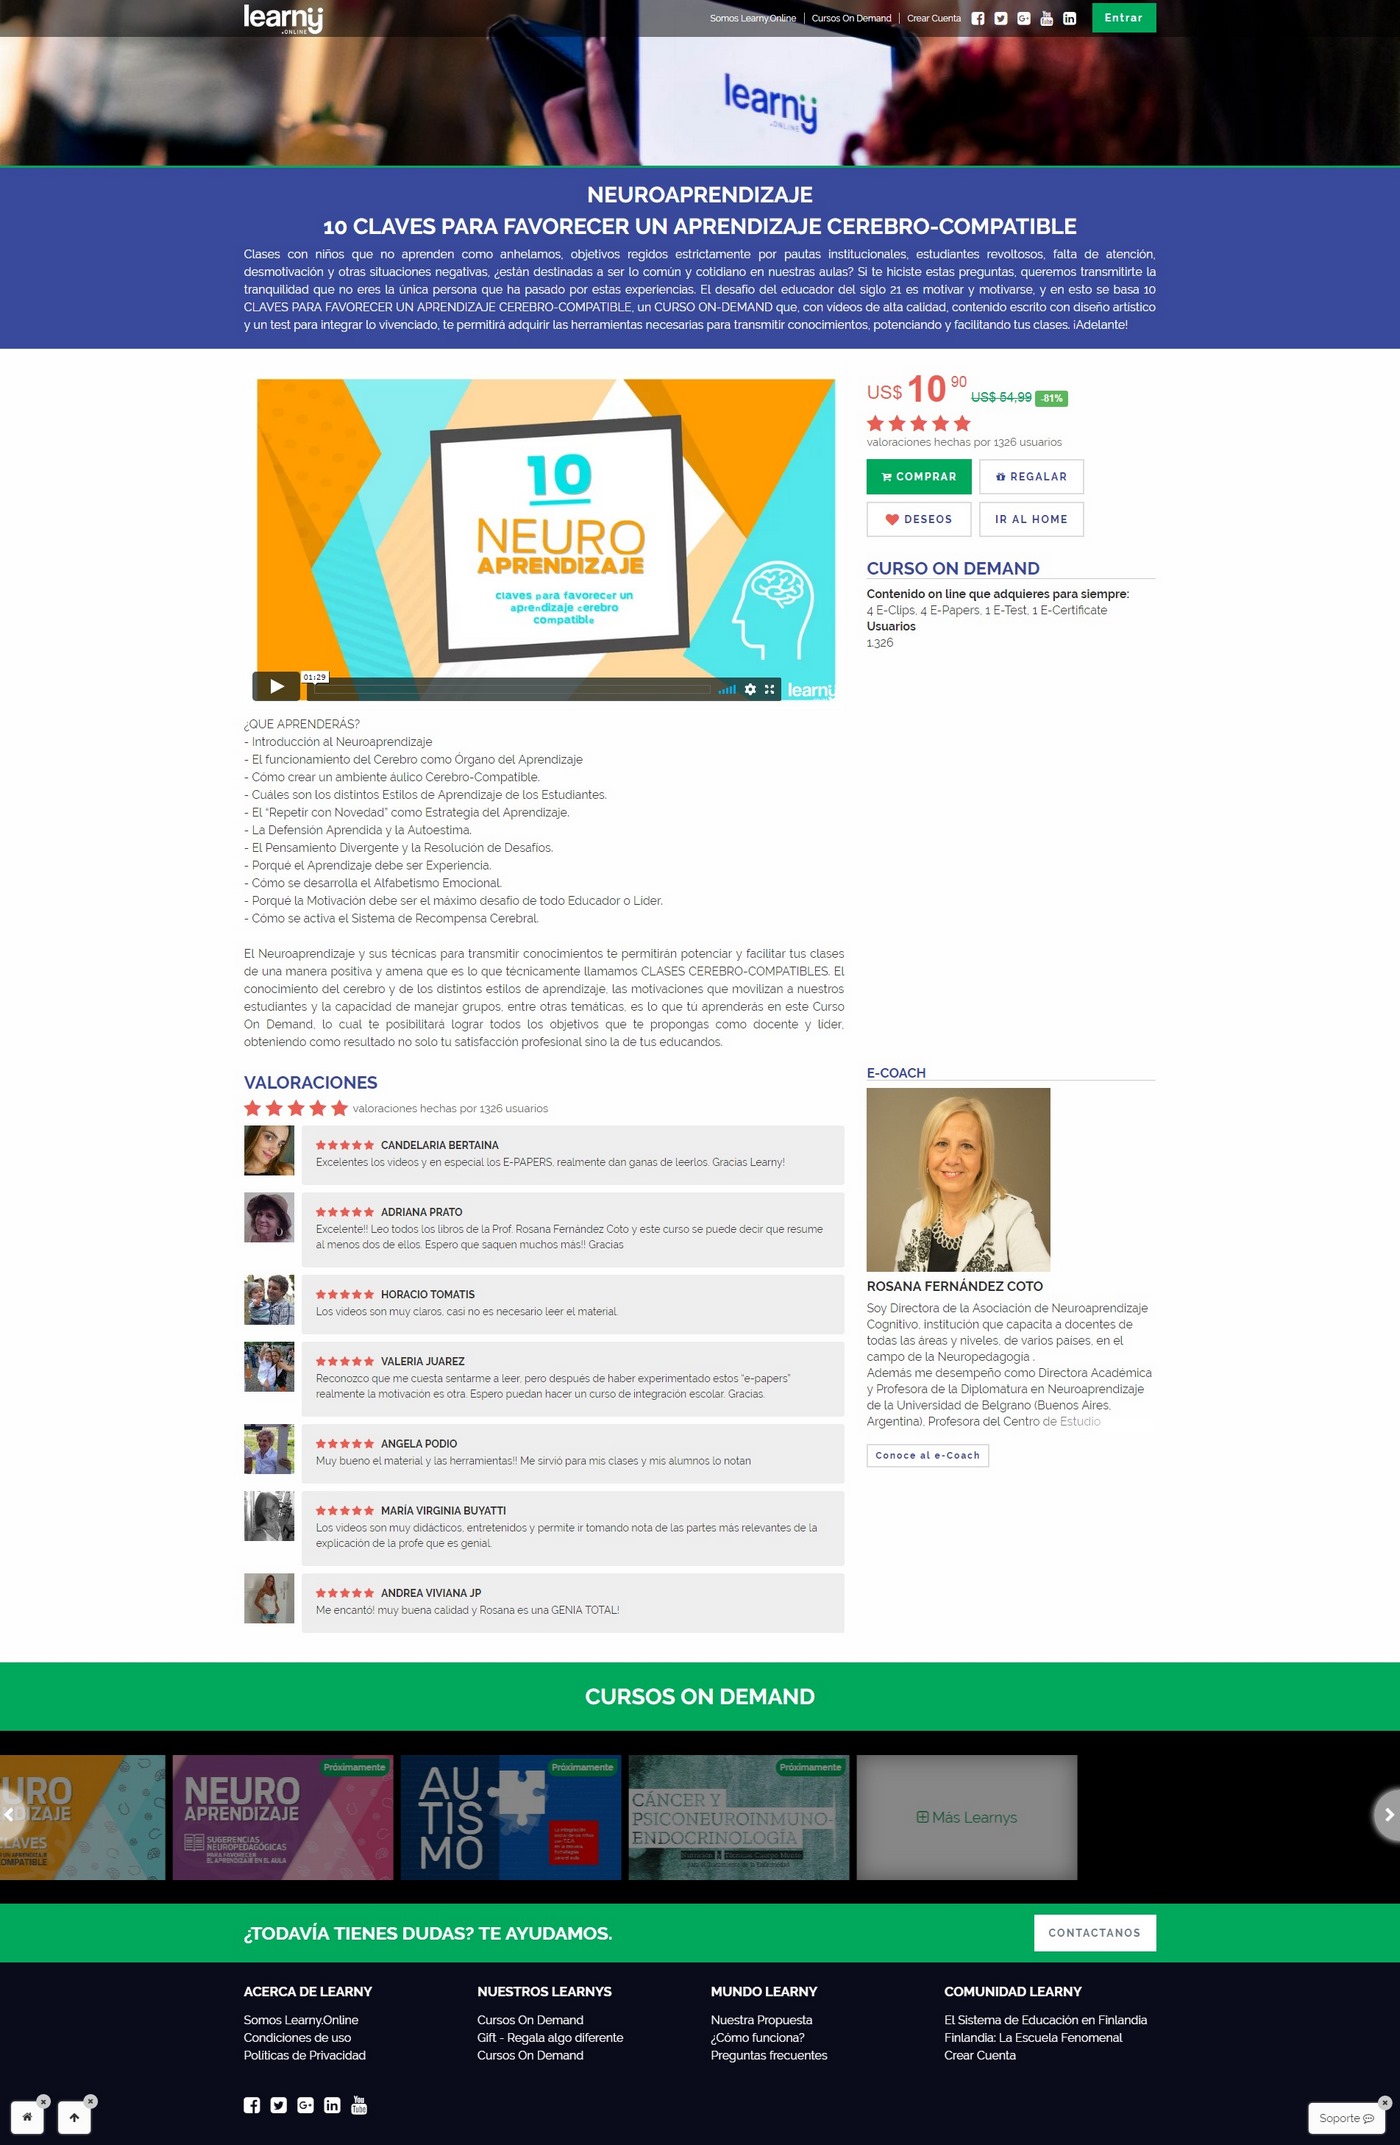 learny
.ONLINE
Somos Learny.Online
Cursos On Demand
Crear Cuenta
Entrar
learny
.ONLINE
NEUROAPRENDIZAJE
10 CLAVES PARA FAVORECER UN APRENDIZAJE CEREBRO-COMPATIBLE
Clases con niños que no aprenden como anhelamos, objetivos regidos estrictamente por pautas institucionales, estudiantes revoltosos, falta de atención,
desmotivación y otras situaciones negativas, ¿están destinadas a ser lo común y cotidiano en nuestras aulas? Si te hiciste estas preguntas, queremos transmitirte la
tranquilidad que no eres la única persona que ha pasado por estas experiencias. El desafío del educador del siglo 21 es motivar y motivarse, y en esto se basa 10
CLAVES PARA FAVORECER UN APRENDIZAJE CEREBRO-COMPATIBLE, un CURSO ON-DEMAND que, con vídeos de alta calidad, contenido escrito con diseño artístico
y un test para integrar lo vivenciado, te permitirá adquirir las herramientas necesarias para transmitir conocimientos, potenciando y facilitando tus clases. ¡Adelante!
10
NEURO
APRENDIZAJE
claves para favorecer un
aprendizaje cerebro
compatible
01:29
learny
US$ 10 90 US$ 54,99 -81%
valoraciones hechas por 1326 usuarios
COMPRAR
REGALAR
DESEOS
IR AL HOME
CURSO ON DEMAND
Contenido on line que adquieres para siempre:
4 E-Clips, 4 E-Papers, 1 E-Test, 1 E-Certificate
Usuarios
1.326
¿QUE APRENDERÁS?
- Introducción al Neuroaprendizaje
- El funcionamiento del Cerebro como Órgano del Aprendizaje
- Cómo crear un ambiente áulico Cerebro-Compatible.
- Cuáles son los distintos Estilos de Aprendizaje de los Estudiantes.
- El “Repetir con Novedad” como Estrategia del Aprendizaje.
- La Defensión Aprendida y la Autoestima.
- El Pensamiento Divergente y la Resolución de Desafíos.
- Porqué el Aprendizaje debe ser Experiencia.
- Cómo se desarrolla el Alfabetismo Emocional.
- Porqué la Motivación debe ser el máximo desafío de todo Educador o Líder.
- Cómo se activa el Sistema de Recompensa Cerebral.
El Neuroaprendizaje y sus técnicas para transmitir conocimientos te permitirán potenciar y facilitar tus clases
de una manera positiva y amena que es lo que técnicamente llamamos CLASES CEREBRO-COMPATIBLES. El
conocimiento del cerebro y de los distintos estilos de aprendizaje, las motivaciones que movilizan a nuestros
estudiantes y la capacidad de manejar grupos, entre otras temáticas, es lo que tú aprenderás en este Curso
On Demand, lo cual te posibilitará lograr todos los objetivos que te propongas como docente y líder,
obteniendo como resultado no solo tu satisfacción profesional sino la de tus educandos.
VALORACIONES
valoraciones hechas por 1326 usuarios
CANDELARIA BERTAINA
Excelentes los videos y en especial los E-PAPERS, realmente dan ganas de leerlos. Gracias Learny!
ADRIANA PRATO
Excelente!! Leo todos los libros de la Prof. Rosana Fernández Coto y este curso se puede decir que resume
al menos dos de ellos. Espero que saquen muchos más!! Gracias
HORACIO TOMATIS
Los videos son muy claros, casi no es necesario leer el material.
VALERIA JUAREZ
Reconozco que me cuesta sentarme a leer, pero después de haber experimentado estos “e-papers”
realmente la motivación es otra. Espero puedan hacer un curso de integración escolar. Gracias.
ANGELA PODIO
Muy bueno el material y las herramientas!! Me sirvió para mis clases y mis alumnos lo notan
MARÍA VIRGINIA BUYATTI
Los videos son muy didácticos, entretenidos y permite ir tomando nota de las partes más relevantes de la
explicación de la profe que es genial.
ANDREA VIVIANA JP
Me encantó! muy buena calidad y Rosana es una GENIA TOTAL!
E-COACH
ROSANA FERNÁNDEZ COTO
Soy Directora de la Asociación de Neuroaprendizaje
Cognitivo, institución que capacita a docentes de
todas las áreas y niveles, de varios países, en el
campo de la Neuropedagogía .
Además me desempeño como Directora Académica
y Profesora de la Diplomatura en Neuroaprendizaje
de la Universidad de Belgrano (Buenos Aires,
Argentina), Profesora del Centro de Estudio
Conoce al e-Coach
CURSOS ON DEMAND
URO
DIZAJE
CLAVES
OMPATIBLE
Próximamente
NEURO
APRENDIZAJE
SUGERENCIAS
NEUROPEDAGÓGICAS
PARA FAVORECER
EL APRENDIZAJE EN EL AULA
Próximamente
AU
TIS
MO
Próximamente
CÁNCER Y
PSICONEUROINMUNO-
ENDOCRINOLOGÍA
Más Learnys
¿TODAVÍA TIENES DUDAS? TE AYUDAMOS.
CONTACTANOS
ACERCA DE LEARNY
Somos Learny.Online
Condiciones de uso
Políticas de Privacidad
NUESTROS LEARNYS
Cursos On Demand
Gift - Regala algo diferente
Cursos On Demand
MUNDO LEARNY
Nuestra Propuesta
¿Cómo funciona?
Preguntas frecuentes
COMUNIDAD LEARNY
El Sistema de Educación en Finlandia
Finlandia: La Escuela Fenomenal
Crear Cuenta
Soporte